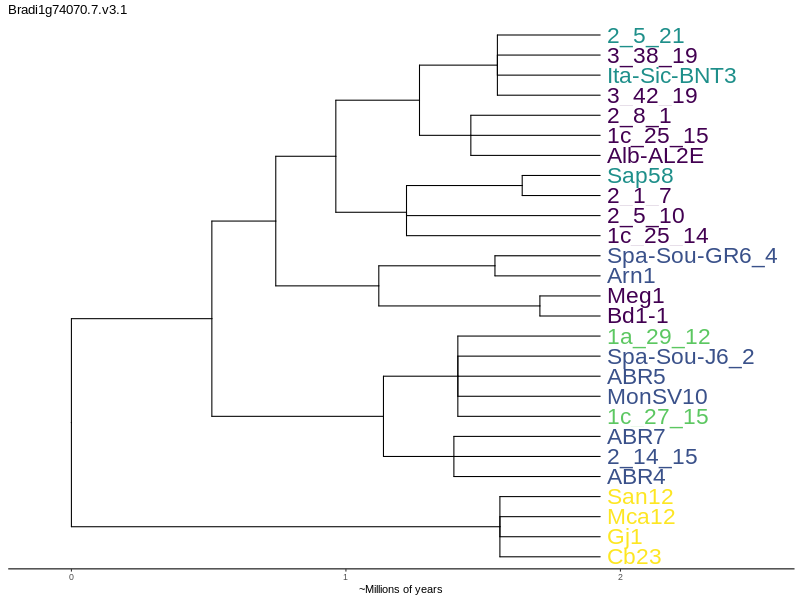 Bradi1g74070.7.v3.1
2_5_21
3_38_19
Ita-Sic-BNT3
3_42_19
2_8_1
1c_25_15
Alb-AL2E
Sap58
2_1_7
2_5_10
1c_25_14
Spa-Sou-GR6_4
Arn1
Meg1
Bd1-1
1a_29_12
Spa-Sou-J6_2
ABR5
MonSV10
1c_27_15
ABR7
2_14_15
ABR4
San12
Mca12
Gj1
Cb23
0 1 2
~Millions of years